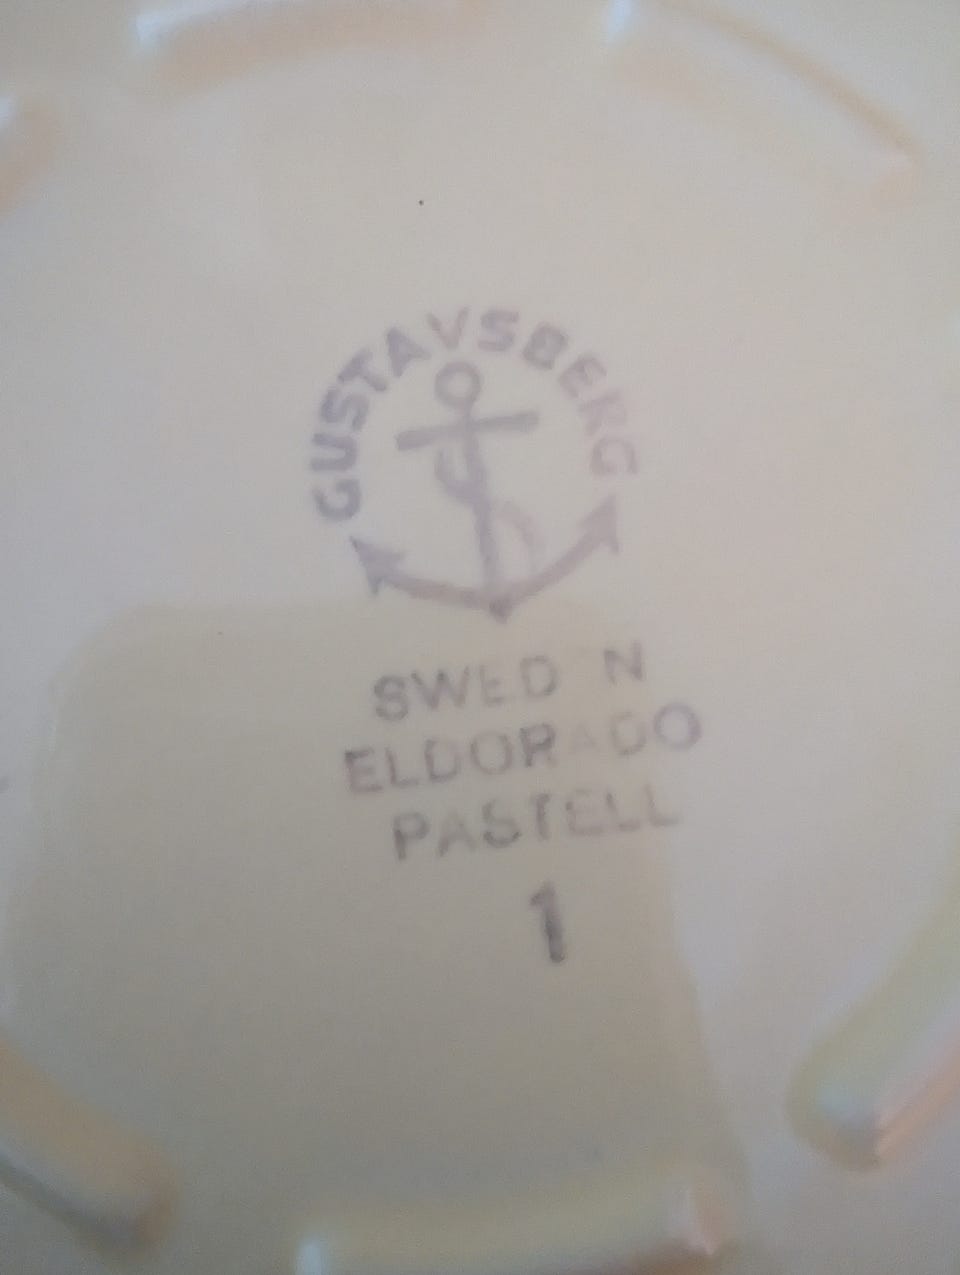 GUSTAVSBERG
SWED N
ELDORADO
PASTELL
1